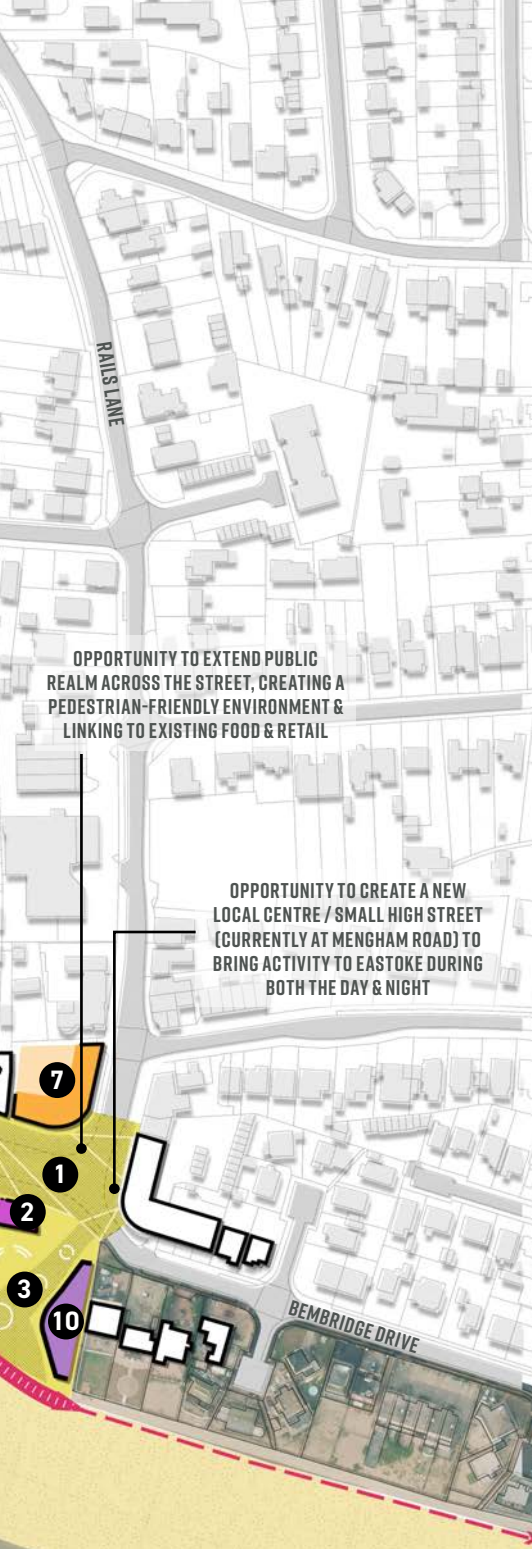 RAILS LANE
OPPORTUNITY TO EXTEND PUBLIC
REALM ACROSS THE STREET, CREATING A
PEDESTRIAN-FRIENDLY ENVIRONMENT &
LINKING TO EXISTING FOOD & RETAIL
OPPORTUNITY TO CREATE A NEW
LOCAL CENTRE / SMALL HIGH STREET
(CURRENTLY AT MENGHAM ROAD) TO
BRING ACTIVITY TO EASTOKE DURING
BOTH THE DAY & NIGHT
7
1
2
3
10
BEMBRIDGE DRIVE